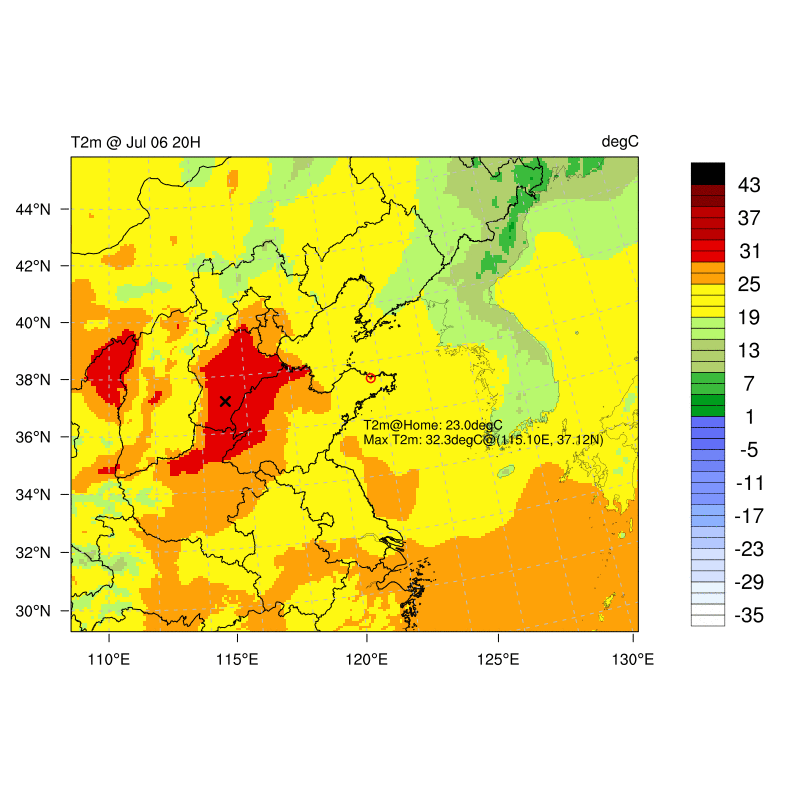 T2m @ Jul 06 20H
degC
44°N
42°N
40°N
38°N
36°N
34°N
32°N
30°N
T2m@Home: 23.0degC
Max T2m: 32.3degC@(115.10E, 37.12N)
110°E
115°E
120°E
125°E
130°E
43
37
31
25
19
13
7
1
-5
-11
-17
-23
-29
-35